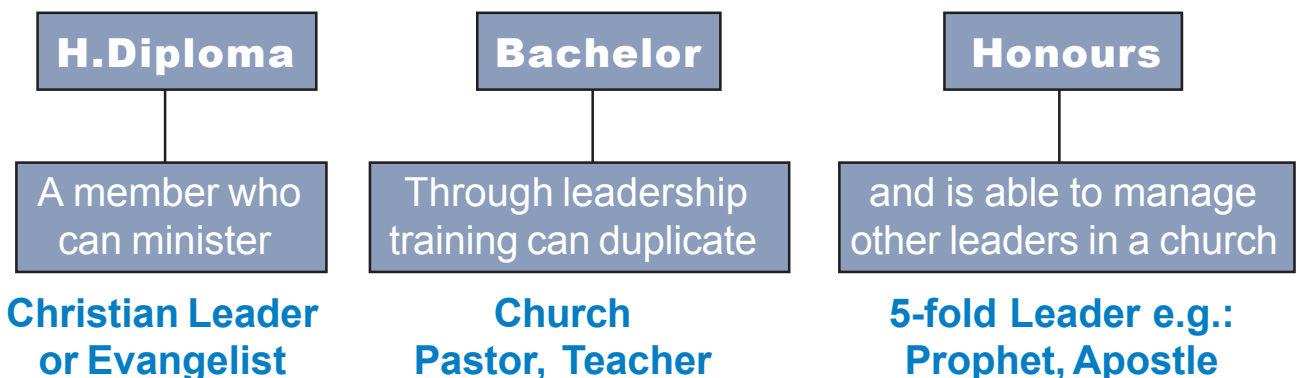 H.Diploma
A member who
can minister
Christian Leader
or Evangelist
Bachelor
Through leadership
training can duplicate
Church
Pastor, Teacher
Honours
and is able to manage
other leaders in a church
5-fold Leader e.g.:
Prophet, Apostle